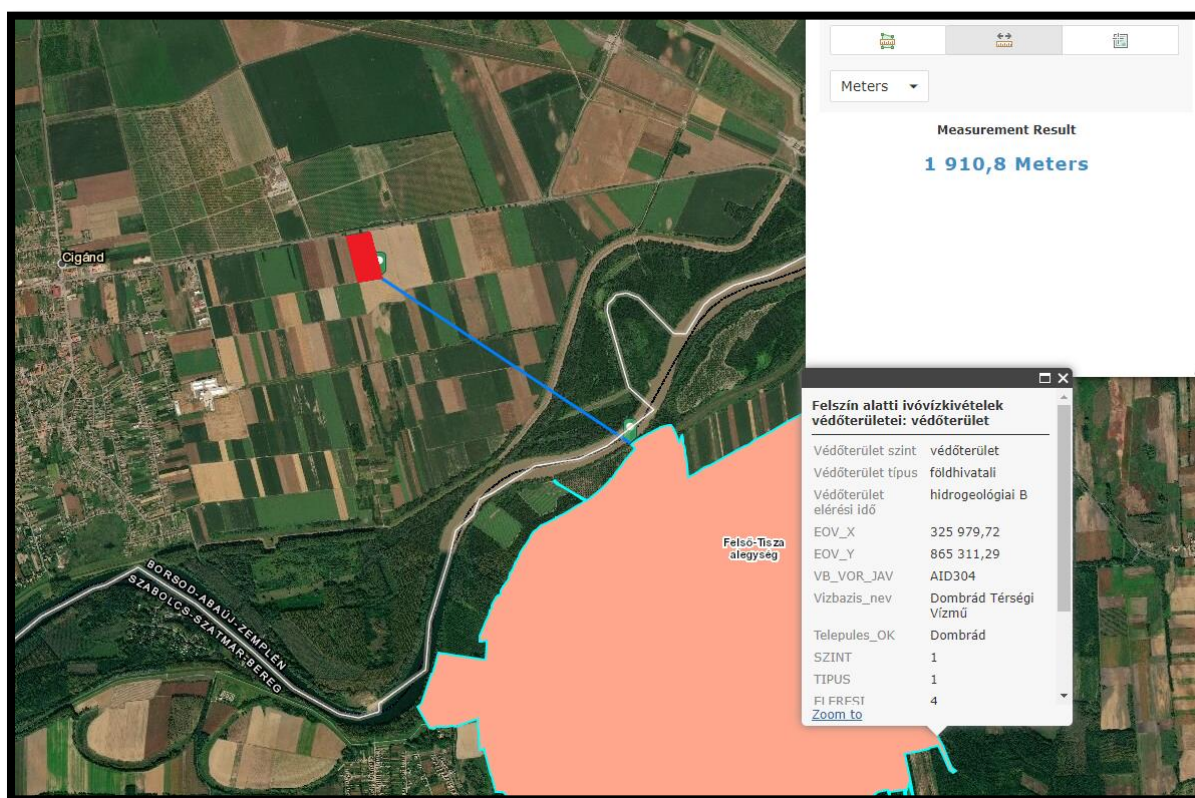 Meters
Measurement Result
1 910,8 Meters
Cigánd
Felső-Tisza
alegység
BORSOD-ABAÚJ-ZEMPLÉN
SZABOLCS-SZATMÁR-BEREG
Felszín alatti ivóvízkivételek
védőterületei: védőterület
Védőterület szint védőterület
Védőterület típus földhivatali
Védőterület hidrogeológiai B
elérési idő
EOV_X 325 979,72
EOV_Y 865 311,29
VB_VOR_JAV AID304
Vizbazis_nev Dombrád Térségi
Vízmű
Telepules_OK Dombrád
SZINT 1
TIPUS 1
ELERESI 4
Zoom to